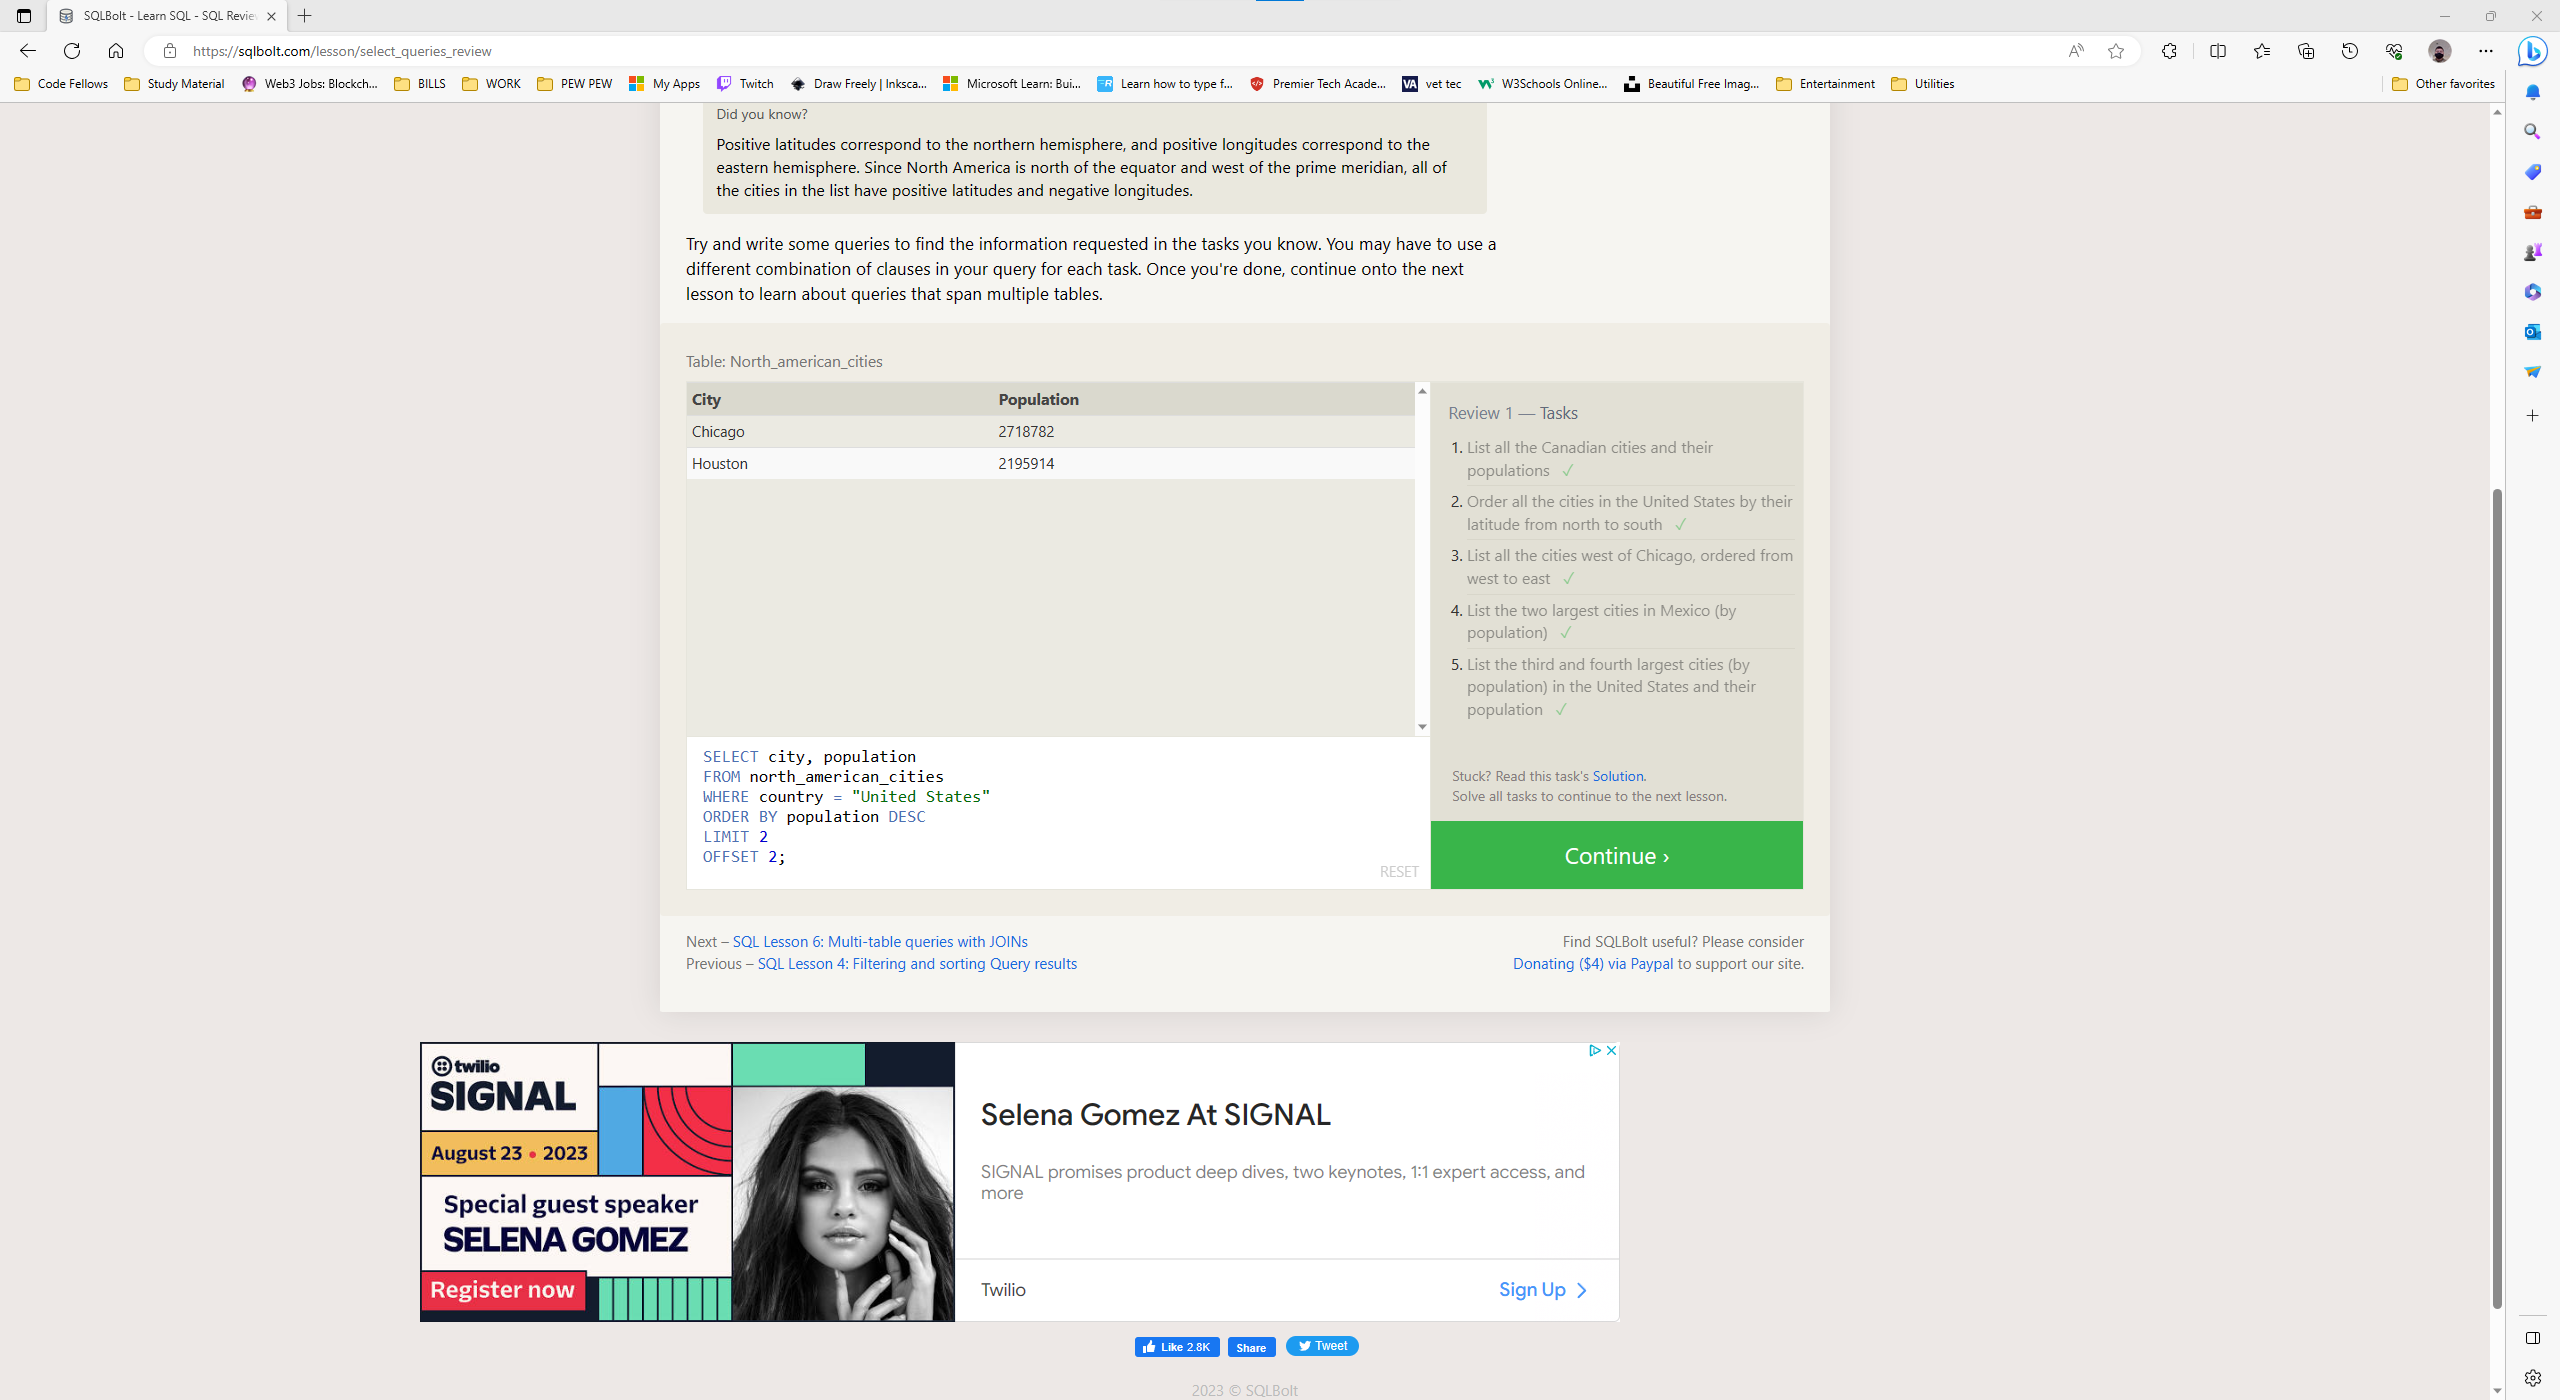 SQLBolt - Learn SQL - SQL Revie
https://sqlbolt.com/lesson/select_queries_review
Code Fellows
Study Material
Web3 Jobs: Blockch...
BILLS
WORK
PEW PEW
My Apps
Twitch
Draw Freely | Inksca...
Microsoft Learn: Bui...
Learn how to type f...
Premier Tech Acade...
vet tec
W3Schools Online...
Beautiful Free Imag...
Entertainment
Utilities
Other favorites
Did you know?
Positive latitudes correspond to the northern hemisphere, and positive longitudes correspond to the
eastern hemisphere. Since North America is north of the equator and west of the prime meridian, all of
the cities in the list have positive latitudes and negative longitudes.
Try and write some queries to find the information requested in the tasks you know. You may have to use a
different combination of clauses in your query for each task. Once you're done, continue onto the next
lesson to learn about queries that span multiple tables.
Table: North_american_cities
City Population
Chicago 2718782
Houston 2195914
SELECT city, population
FROM north_american_cities
WHERE country = "United States"
ORDER BY population DESC
LIMIT 2
OFFSET 2;
RESET
Review 1 — Tasks
1. List all the Canadian cities and their
populations ✓
2. Order all the cities in the United States by their
latitude from north to south ✓
3. List all the cities west of Chicago, ordered from
west to east ✓
4. List the two largest cities in Mexico (by
population) ✓
5. List the third and fourth largest cities (by
population) in the United States and their
population ✓
Stuck? Read this task's Solution.
Solve all tasks to continue to the next lesson.
Continue ›
Next – SQL Lesson 6: Multi-table queries with JOINs
Previous – SQL Lesson 4: Filtering and sorting Query results
Find SQLBolt useful? Please consider
Donating ($4) via Paypal to support our site.
twilio
SIGNAL
August 23 • 2023
Special guest speaker
SELENA GOMEZ
Register now
Selena Gomez At SIGNAL
SIGNAL promises product deep dives, two keynotes, 1:1 expert access, and
more
Twilio
Sign Up
Like 2.8K
Share
Tweet
2023 © SQLBolt